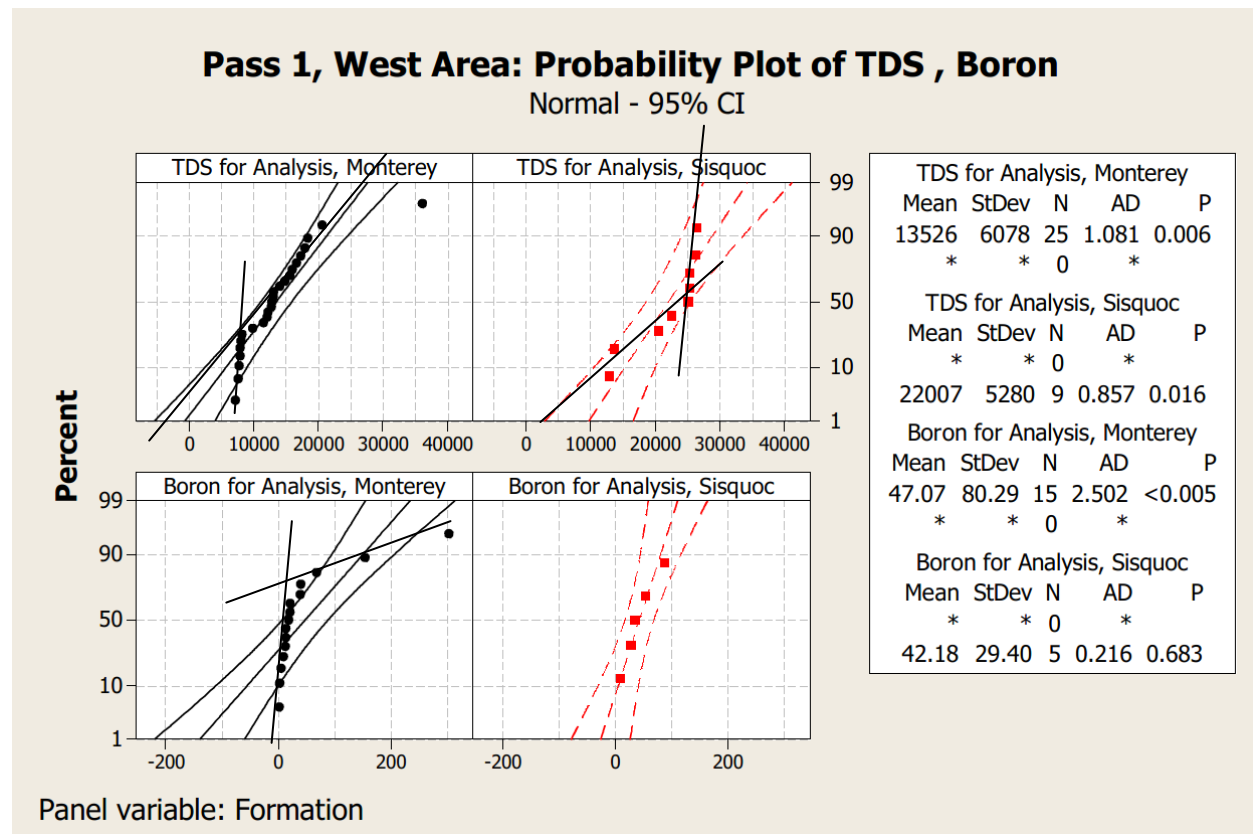 Pass 1, West Area: Probability Plot of TDS , Boron
Normal - 95% CI
TDS for Analysis, Monterey
TDS for Analysis, Sisquoc
99
90
50
10
1
0 10000 20000 30000 40000
0 10000 20000 30000 40000
Percent
Boron for Analysis, Monterey
Boron for Analysis, Sisquoc
99
90
50
10
1
-200 0 200
-200 0 200
Panel variable: Formation
TDS for Analysis, Monterey
Mean StDev N AD P
13526 6078 25 1.081 0.006
* * 0 *
TDS for Analysis, Sisquoc
Mean StDev N AD P
* * 0 *
22007 5280 9 0.857 0.016
Boron for Analysis, Monterey
Mean StDev N AD P
47.07 80.29 15 2.502 <0.005
* * 0 *
Boron for Analysis, Sisquoc
Mean StDev N AD P
* * 0 *
42.18 29.40 5 0.216 0.683